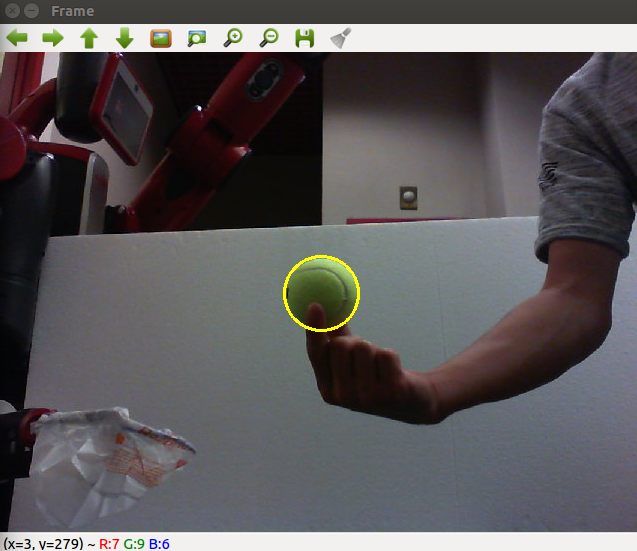 Frame
(x=3, y=279) ~ R:7 G:9 B:6